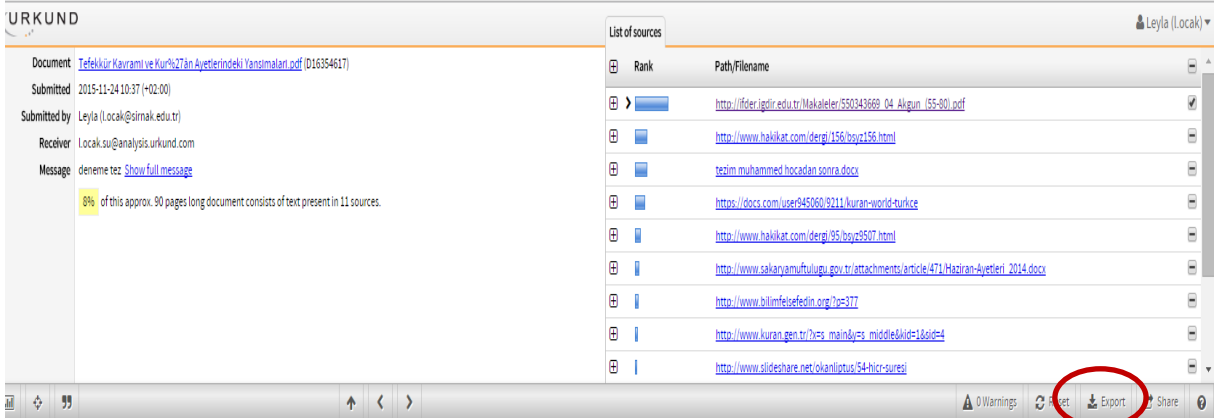 URKUND
Leyla (l.ocak)
List of sources
Document Tefekkür Kavramı ve Kur%27ân Ayetlerindeki Yansımaları.pdf (D16354617)
Submitted 2015-11-24 10:37 (+02:00)
Submitted by Leyla (l.ocak@sirnak.edu.tr)
Receiver l.ocak.su@analysis.urkund.com
Message deneme tez Show full message
8% of this approx. 90 pages long document consists of text present in 11 sources.
Rank Path/Filename
http://ifder.igdir.edu.tr/Makaleler/550343669_04_Akgun_(55-80).pdf
http://www.hakikat.com/dergi/156/bsyz156.html
tezim muhammed hocadan sonra.docx
https://docs.com/user945060/9211/kuran-world-turkce
http://www.hakikat.com/dergi/95/bsyz9507.html
http://www.sakaryamuftulugu.gov.tr/attachments/article/471/Haziran-Ayetleri_2014.docx
http://www.bilimfelsefedin.org/?p=377
http://www.kuran.gen.tr/?x=s_main&y=s_middle&kid=1&sid=4
http://www.slideshare.net/okanliptus/54-hicr-suresi
0 Warnings Reset Export Share